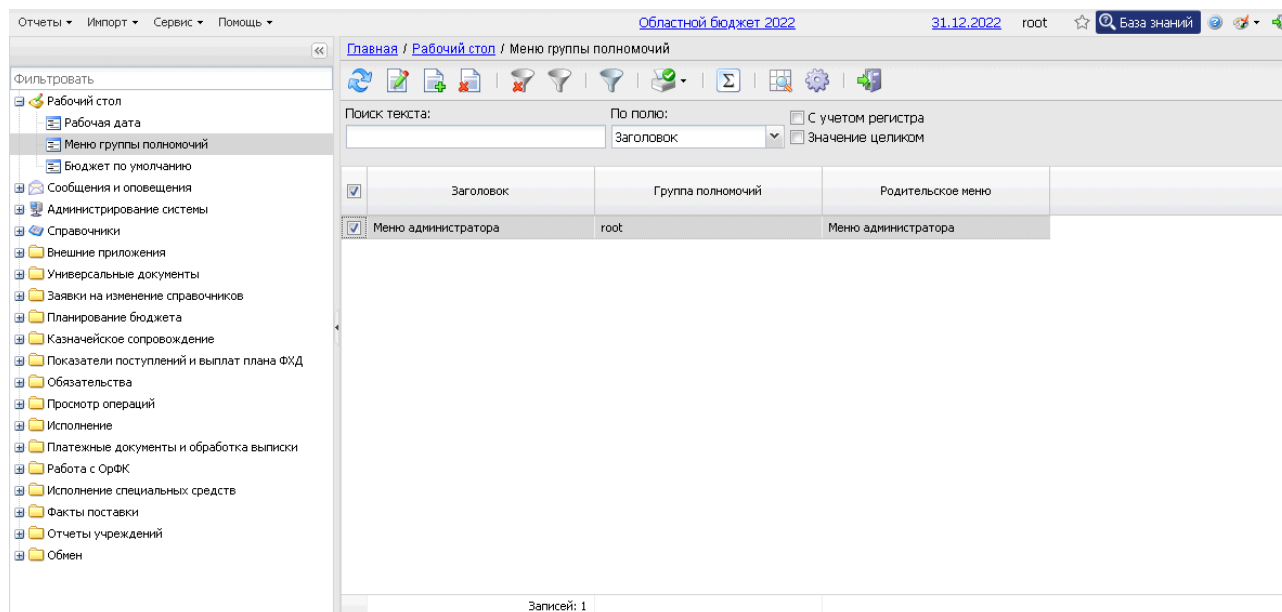 Отчеты Импорт Сервис Помощь Областной бюджет 2022 31.12.2022 root База знаний
Главная / Рабочий стол / Меню группы полномочий
Фильтровать
Рабочий стол
Рабочая дата
Меню группы полномочий
Бюджет по умолчанию
Сообщения и оповещения
Администрирование системы
Справочники
Внешние приложения
Универсальные документы
Заявки на изменение справочников
Планирование бюджета
Казначейское сопровождение
Показатели поступлений и выплат плана ФХД
Обязательства
Просмотр операций
Исполнение
Платежные документы и обработка выписки
Работа с ОрФК
Исполнение специальных средств
Факты поставки
Отчеты учреждений
Обмен
Поиск текста: По полю: С учетом регистра
Заголовок Значение целиком
Заголовок Группа полномочий Родительское меню
Меню администратора root Меню администратора
Записей: 1